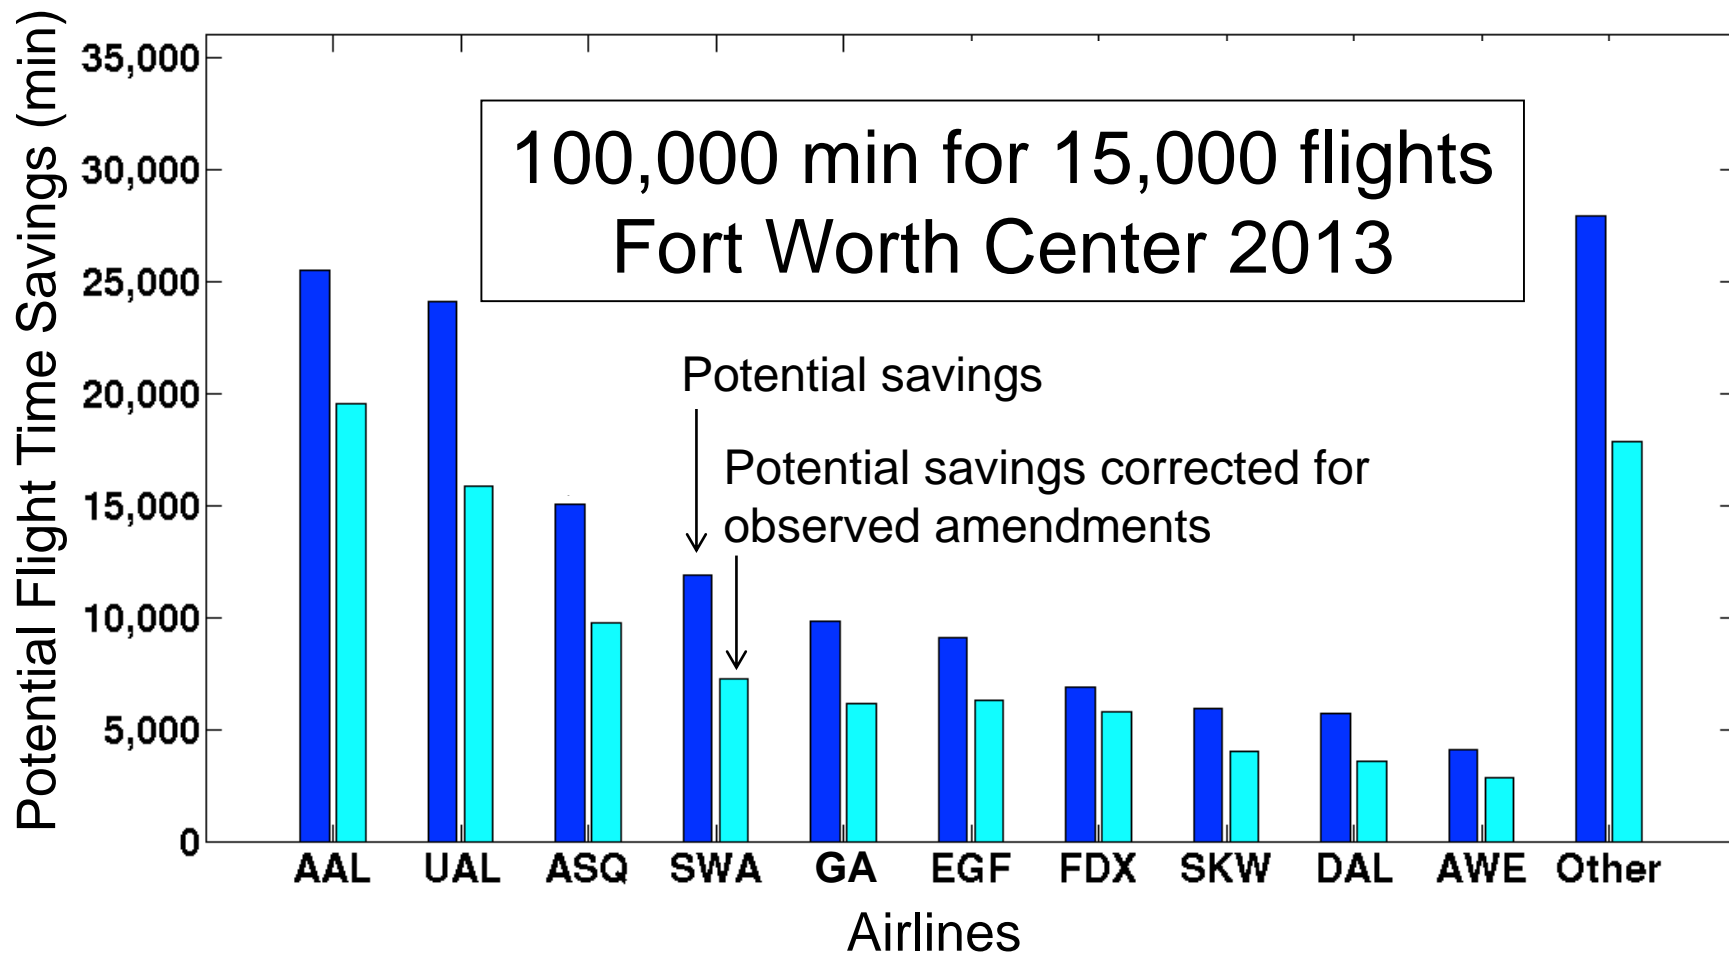 Potential Flight Time Savings (min)
35,000
30,000
25,000
20,000
15,000
10,000
5,000
0
100,000 min for 15,000 flights
Fort Worth Center 2013
Potential savings
Potential savings corrected for
observed amendments
AAL UAL ASQ SWA GA EGF FDX SKW DAL AWE Other
Airlines